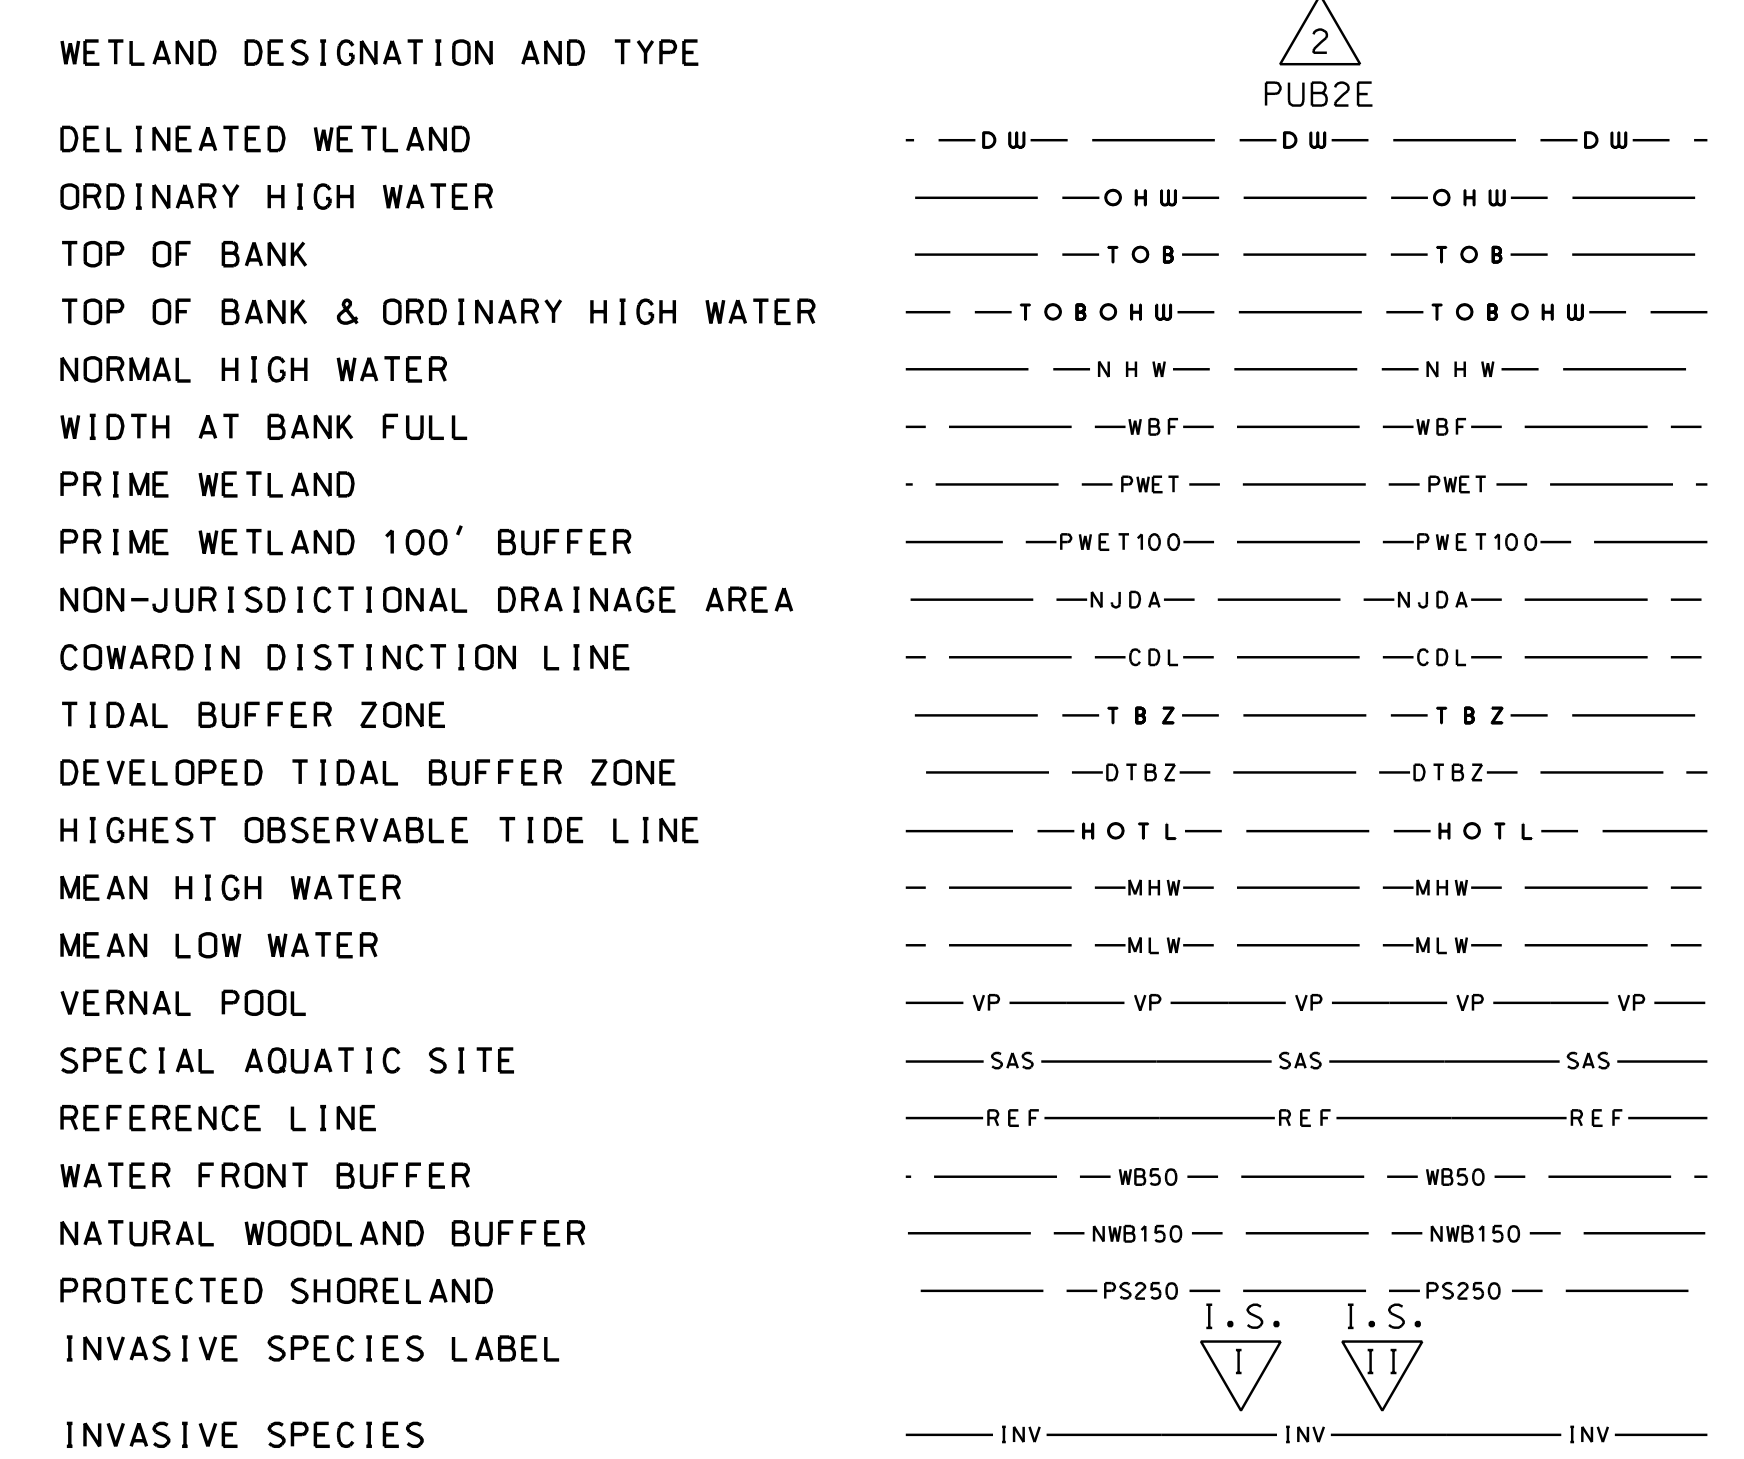 2
WETLAND DESIGNATION AND TYPE
PUB2E
DELINEATED WETLAND DW DW DW
ORDINARY HIGH WATER OHW OHW
TOP OF BANK TOB TOB
TOP OF BANK & ORDINARY HIGH WATER TOBOHW TOBOHW
NORMAL HIGH WATER NHW NHW
WIDTH AT BANK FULL WBF WBF
PRIME WETLAND PWET PWET
PRIME WETLAND 100' BUFFER PWET100 PWET100
NON-JURISDICTIONAL DRAINAGE AREA NJDA NJDA
COWARDIN DISTINCTION LINE CDL CDL
TIDAL BUFFER ZONE TBZ TBZ
DEVELOPED TIDAL BUFFER ZONE DTBZ DTBZ
HIGHEST OBSERVABLE TIDE LINE HOTL HOTL
MEAN HIGH WATER MHW MHW
MEAN LOW WATER MLW MLW
VERNAL POOL VP VP VP VP VP
SPECIAL AQUATIC SITE SAS SAS SAS
REFERENCE LINE REF REF REF
WATER FRONT BUFFER WB50 WB50
NATURAL WOODLAND BUFFER NWB150 NWB150
PROTECTED SHORELAND PS250 PS250
I.S. I.S.
INVASIVE SPECIES LABEL I II
INVASIVE SPECIES INV INV INV